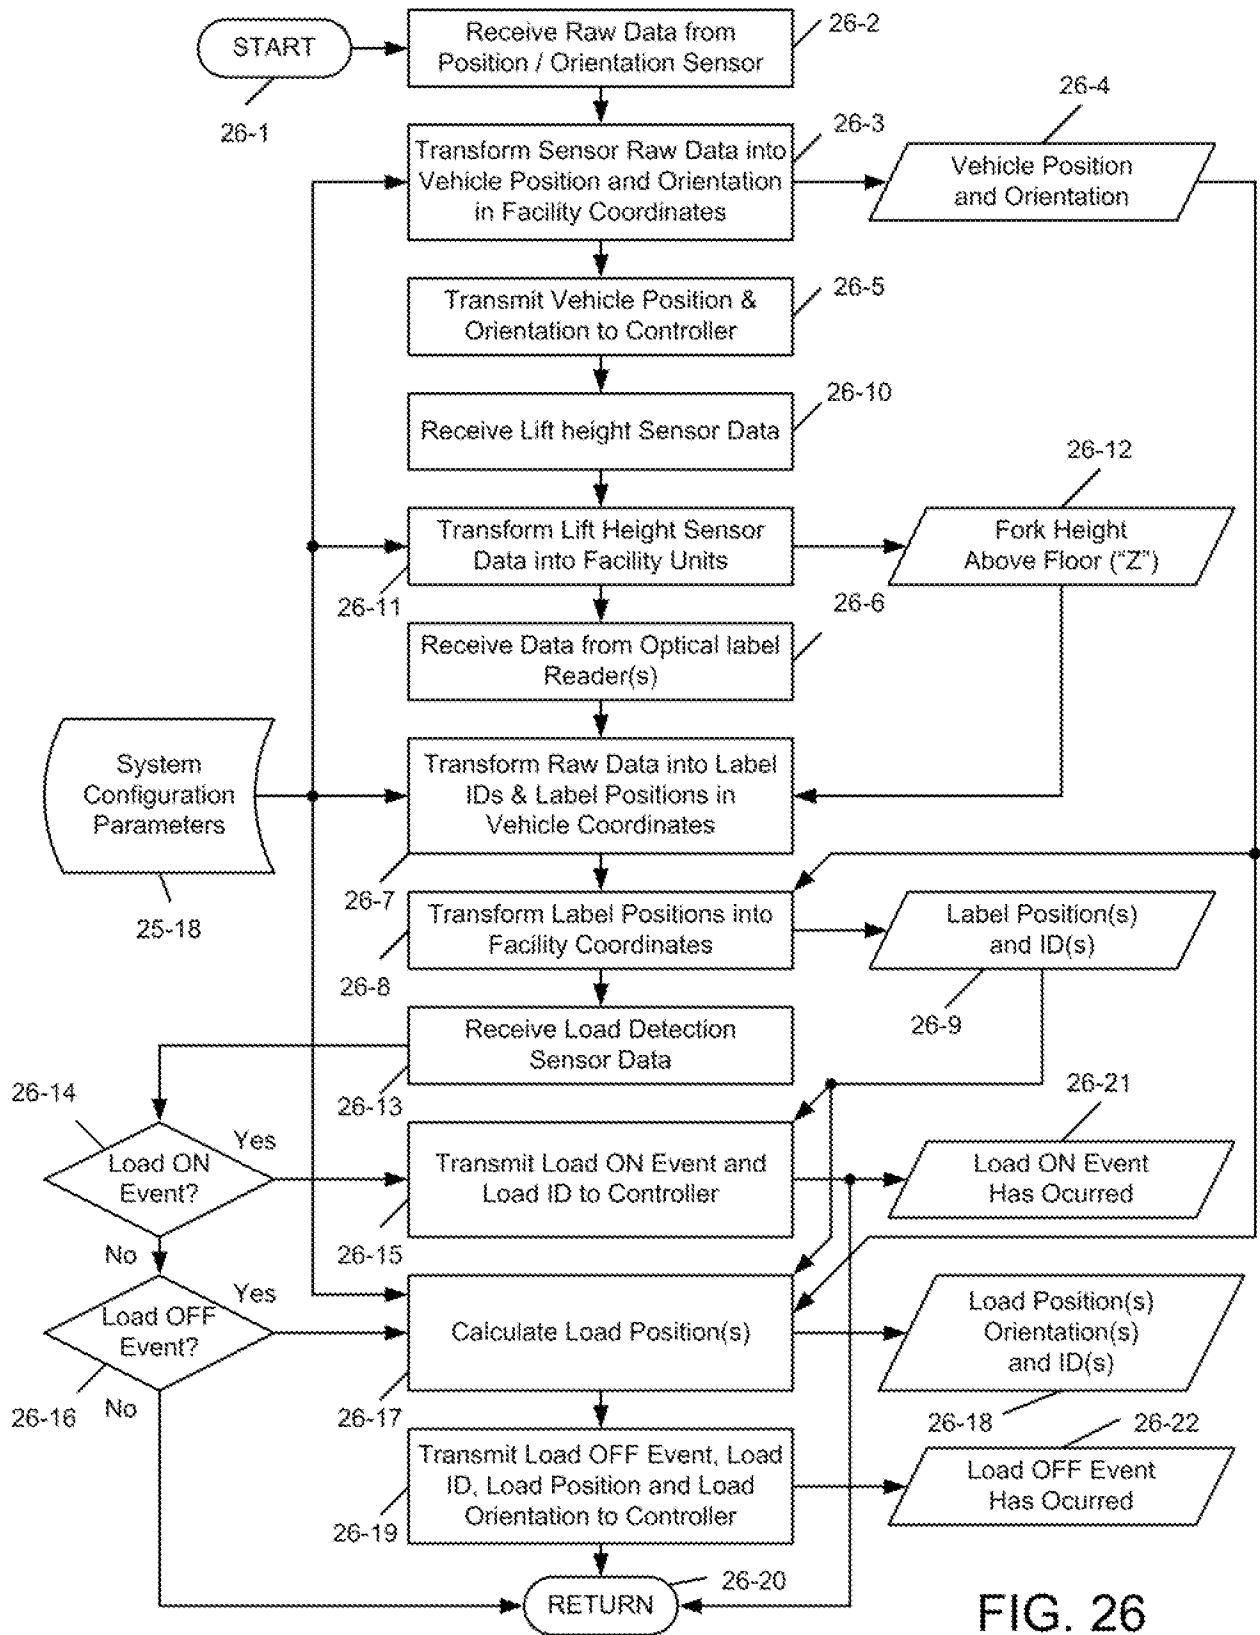 START
26-1
Receive Raw Data from
Position / Orientation Sensor
26-2
Transform Sensor Raw Data into
Vehicle Position and Orientation
in Facility Coordinates
26-3
26-4
Vehicle Position
and Orientation
Transmit Vehicle Position &
Orientation to Controller
26-5
Receive Lift height Sensor Data
26-10
Transform Lift Height Sensor
Data into Facility Units
26-11
26-12
Fork Height
Above Floor ("Z")
Receive Data from Optical label
Reader(s)
26-6
System
Configuration
Parameters
25-18
Transform Raw Data into Label
IDs & Label Positions in
Vehicle Coordinates
26-7
Transform Label Positions into
Facility Coordinates
26-8
Label Position(s)
and ID(s)
26-9
Receive Load Detection
Sensor Data
26-13
26-14
Load ON
Event?
Yes
No
Transmit Load ON Event and
Load ID to Controller
26-15
26-21
Load ON Event
Has Ocurred
Load OFF
Event?
Yes
26-16
No
Calculate Load Position(s)
26-17
Load Position(s)
Orientation(s)
and ID(s)
26-18
Transmit Load OFF Event, Load
ID, Load Position and Load
Orientation to Controller
26-19
26-22
Load OFF Event
Has Ocurred
RETURN
26-20
FIG. 26